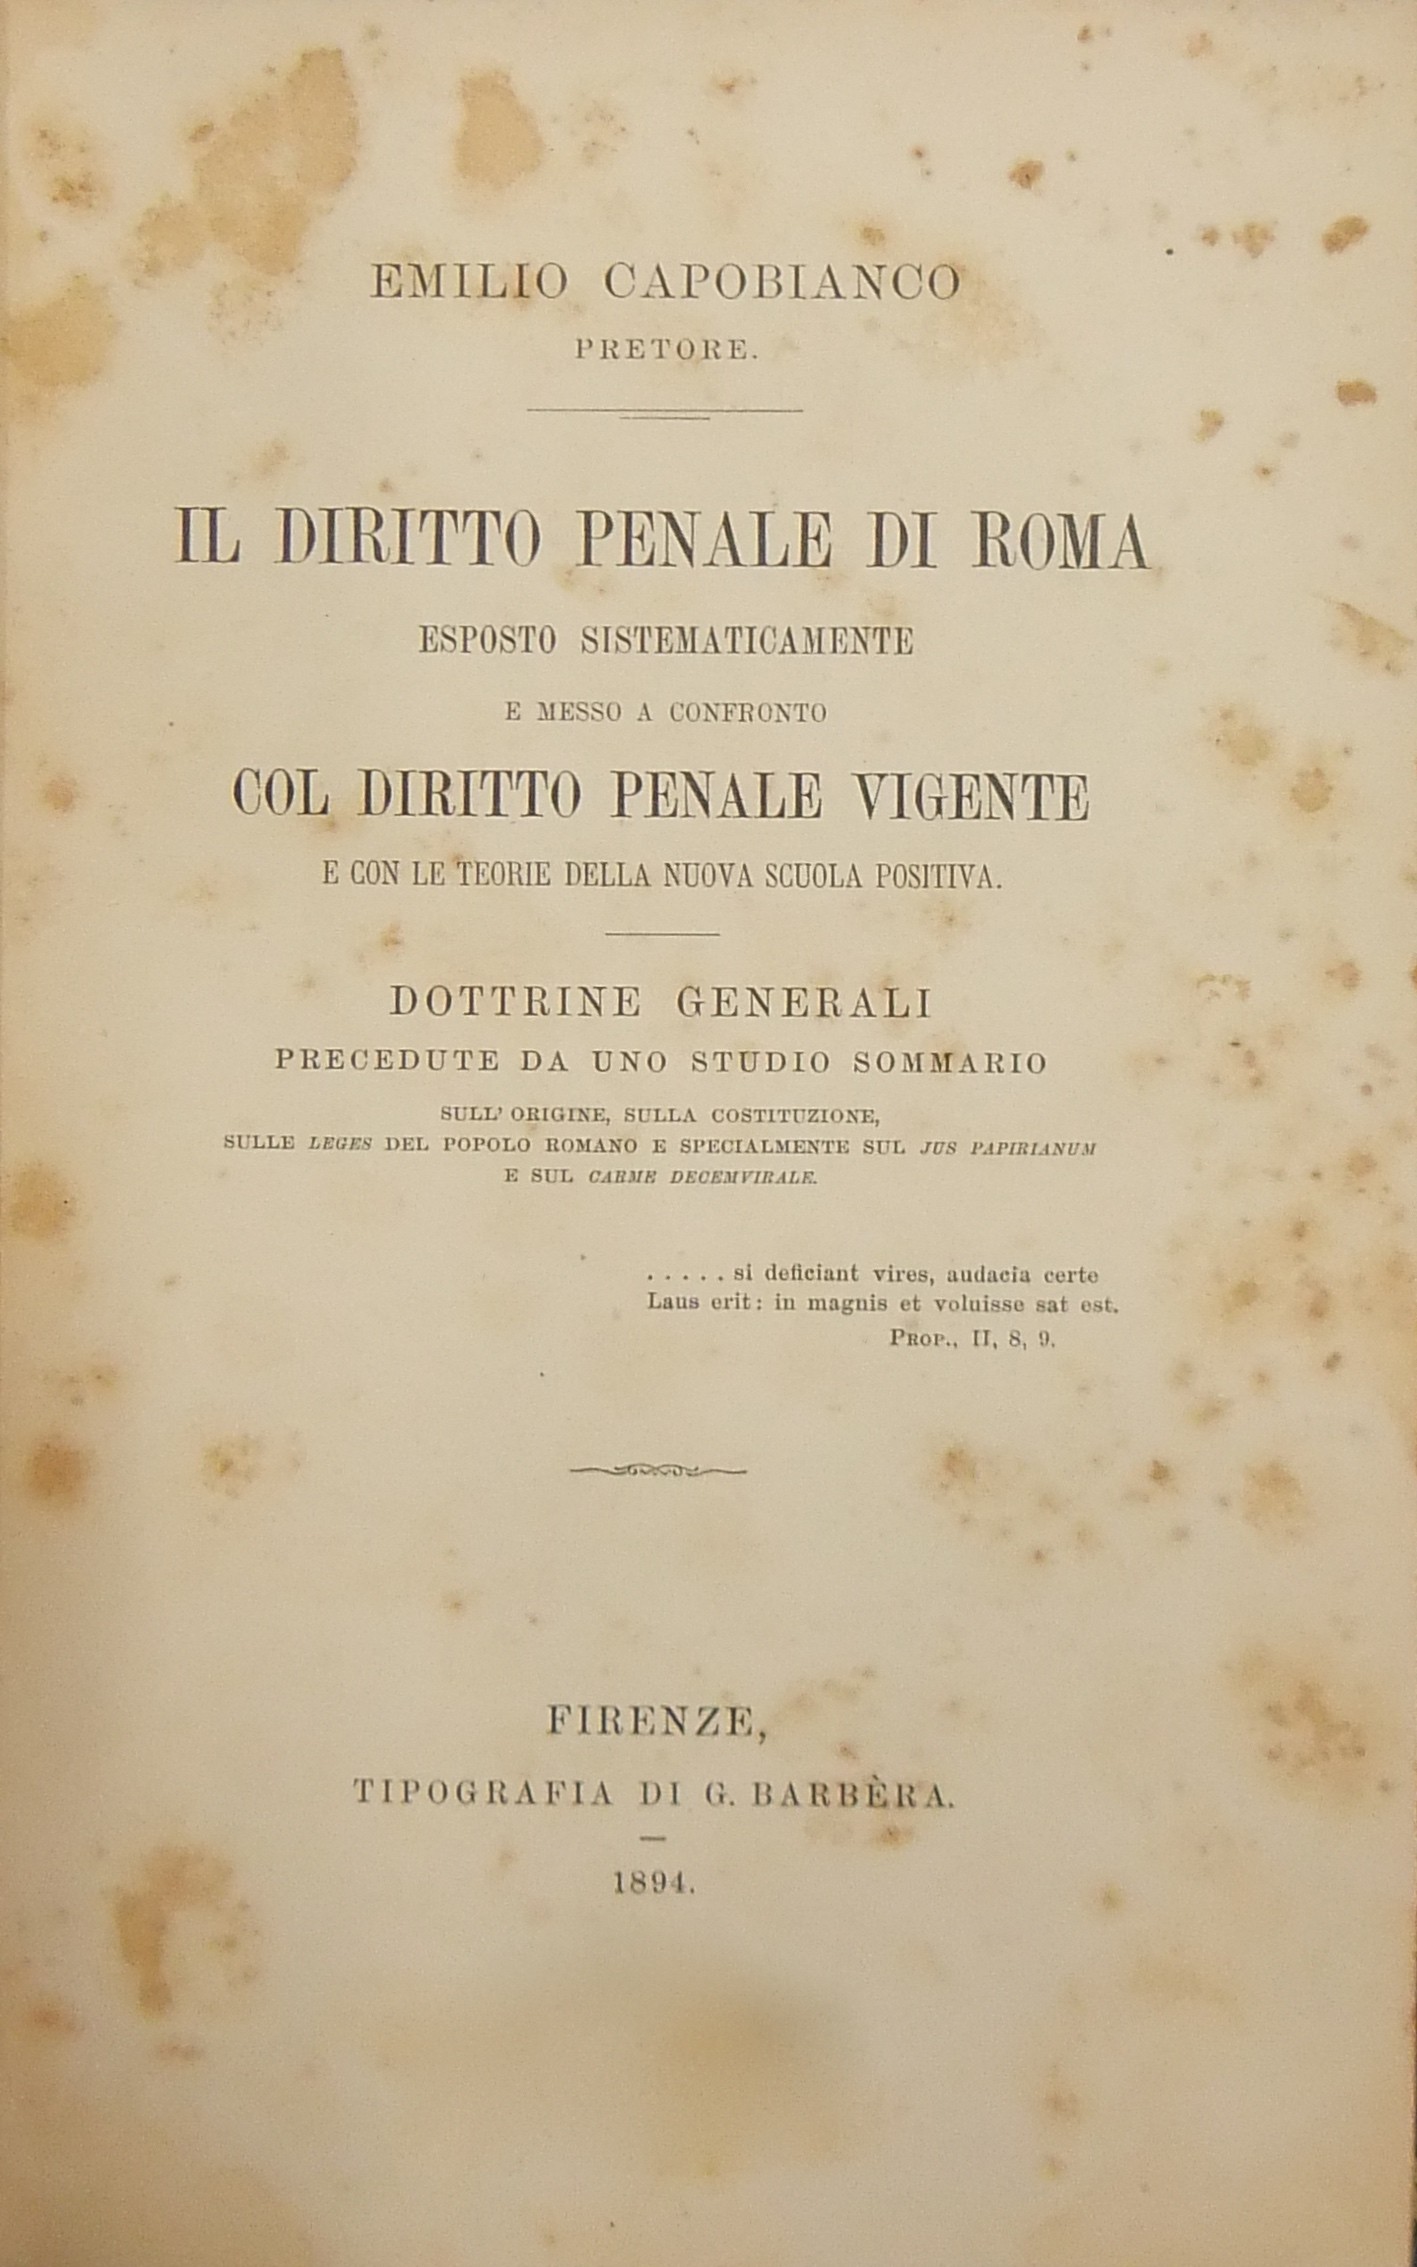 EMILIO CAPOBIANCO
PRETORE.
IL DIRITTO PENALE DI ROMA
ESPOSTO SISTEMATICAMENTE
E MESSO A CONFRONTO
COL DIRITTO PENALE VIGENTE
E CON LE TEORIE DELLA NUOVA SCUOLA POSITIVA.
DOTTRINE GENERALI
PRECEDUTE DA UNO STUDIO SOMMARIO
SULL' ORIGINE, SULLA COSTITUZIONE,
SULLE LEGES DEL POPOLO ROMANO E SPECIALMENTE SUL JUS PAPIRIANUM
E SUL CARME DECEMVIRALE.
. . . . . si deficiant vires, audacia certe
Laus erit: in magnis et voluisse sat est.
PROP., II, 8, 9.
FIRENZE,
TIPOGRAFIA DI G. BARBÈRA.
1894.